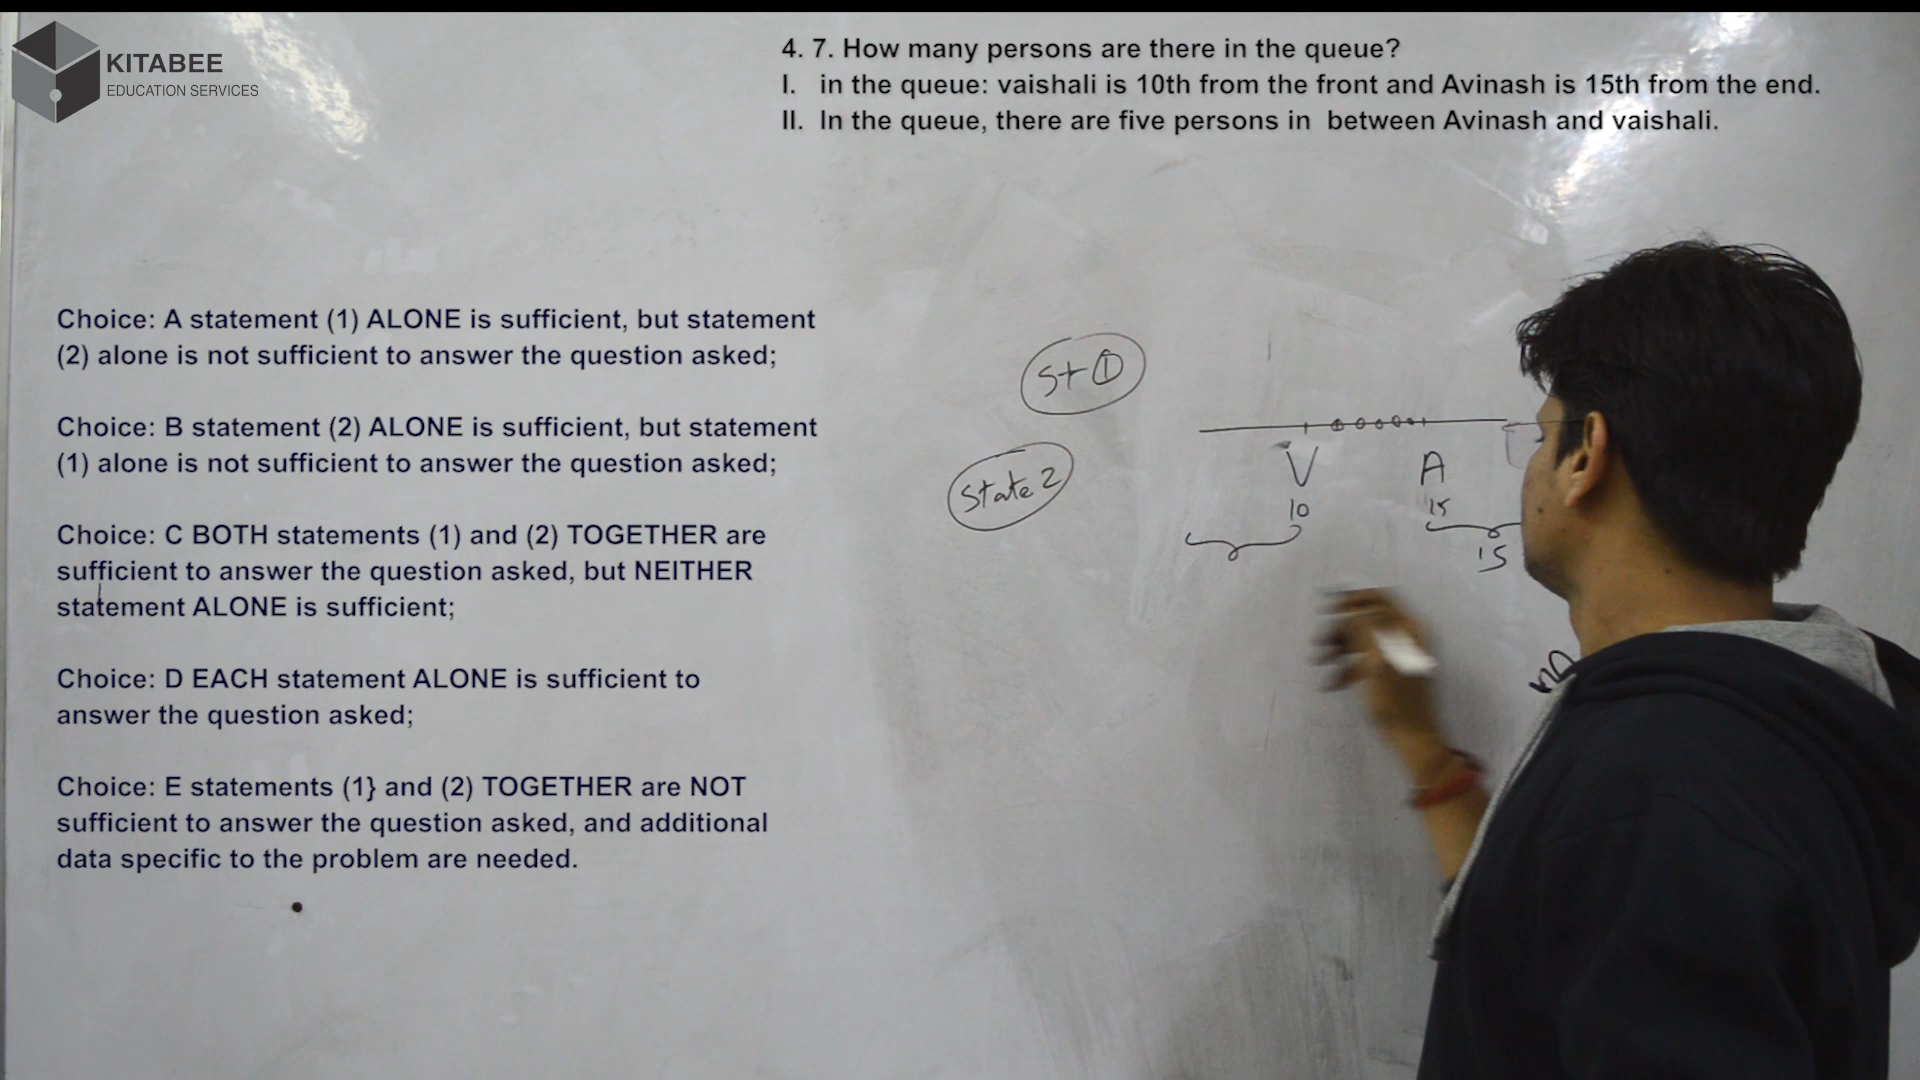 KITABEE
EDUCATION SERVICES
4. 7. How many persons are there in the queue?
I. in the queue: vaishali is 10th from the front and Avinash is 15th from the end.
II. In the queue, there are five persons in between Avinash and vaishali.
Choice: A statement (1) ALONE is sufficient, but statement
(2) alone is not sufficient to answer the question asked;
Choice: B statement (2) ALONE is sufficient, but statement
(1) alone is not sufficient to answer the question asked;
Choice: C BOTH statements (1) and (2) TOGETHER are
sufficient to answer the question asked, but NEITHER
statement ALONE is sufficient;
Choice: D EACH statement ALONE is sufficient to
answer the question asked;
Choice: E statements (1} and (2) TOGETHER are NOT
sufficient to answer the question asked, and additional
data specific to the problem are needed.
St ①
State 2
V A
10 15
15